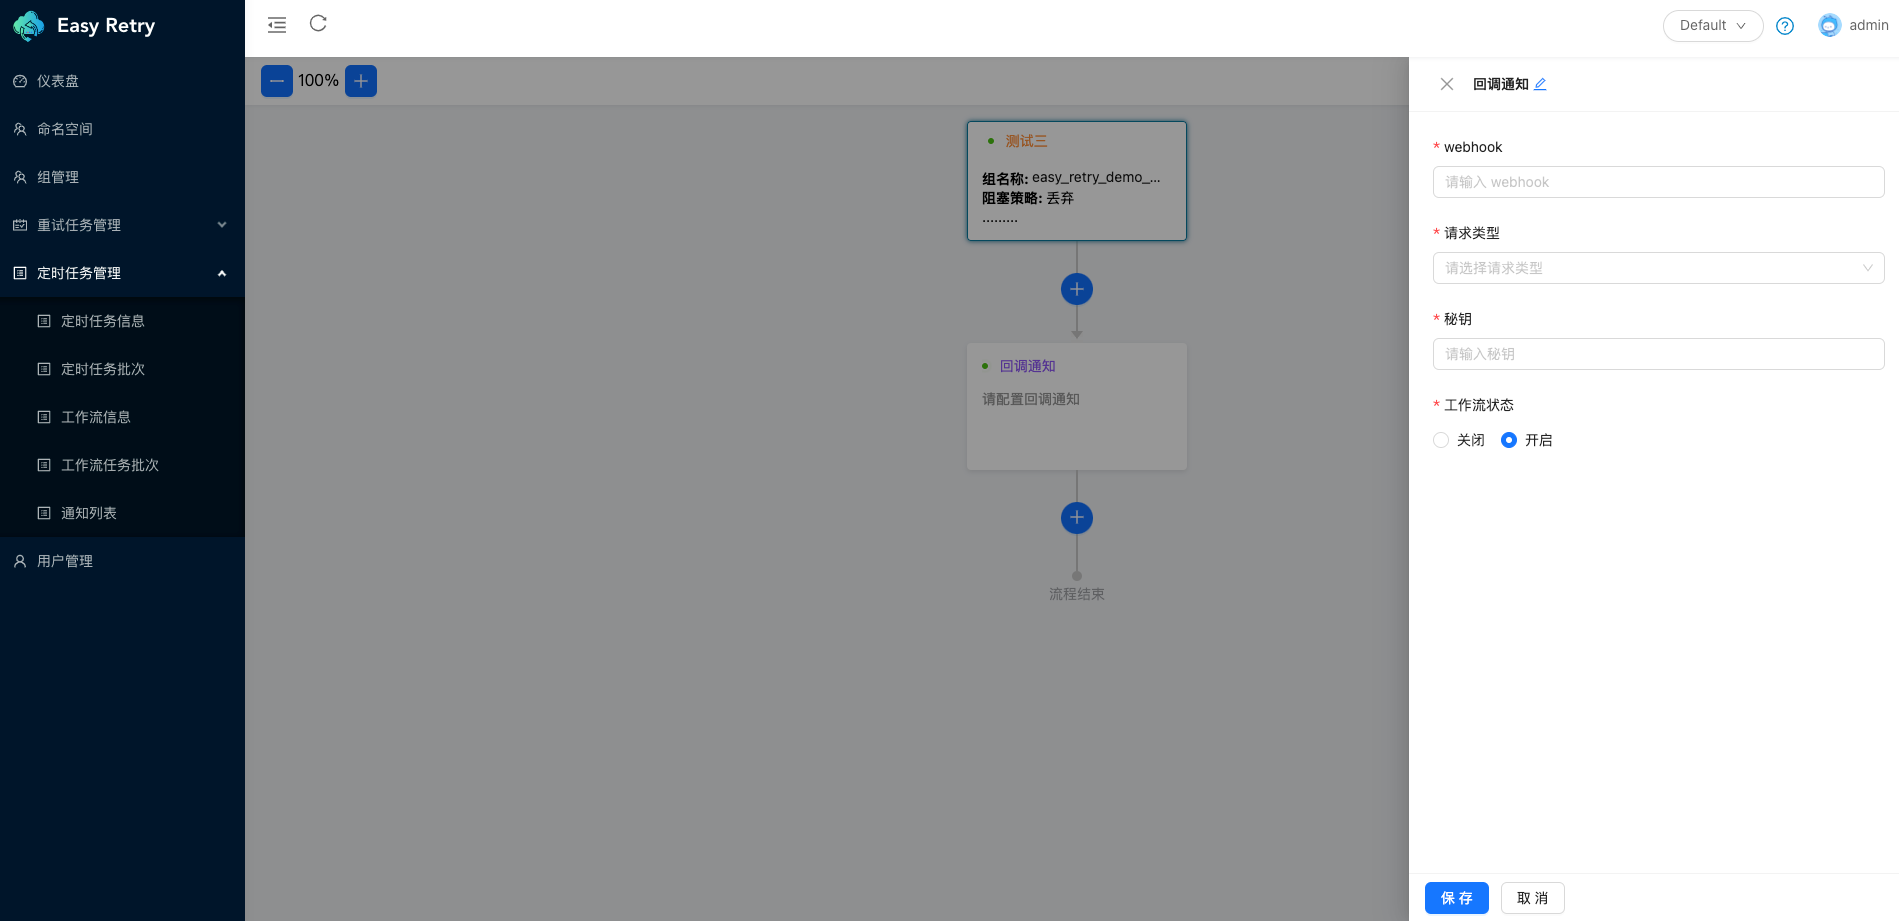 Easy Retry
Default
admin
仪表盘
命名空间
组管理
重试任务管理
定时任务管理
定时任务信息
定时任务批次
工作流信息
工作流任务批次
通知列表
用户管理
100%
测试三
组名称: easy_retry_demo_...
阻塞策略: 丢弃
.........
回调通知
请配置回调通知
流程结束
回调通知
* webhook
请输入 webhook
* 请求类型
请选择请求类型
* 秘钥
请输入秘钥
* 工作流状态
关闭 开启
保 存 取 消